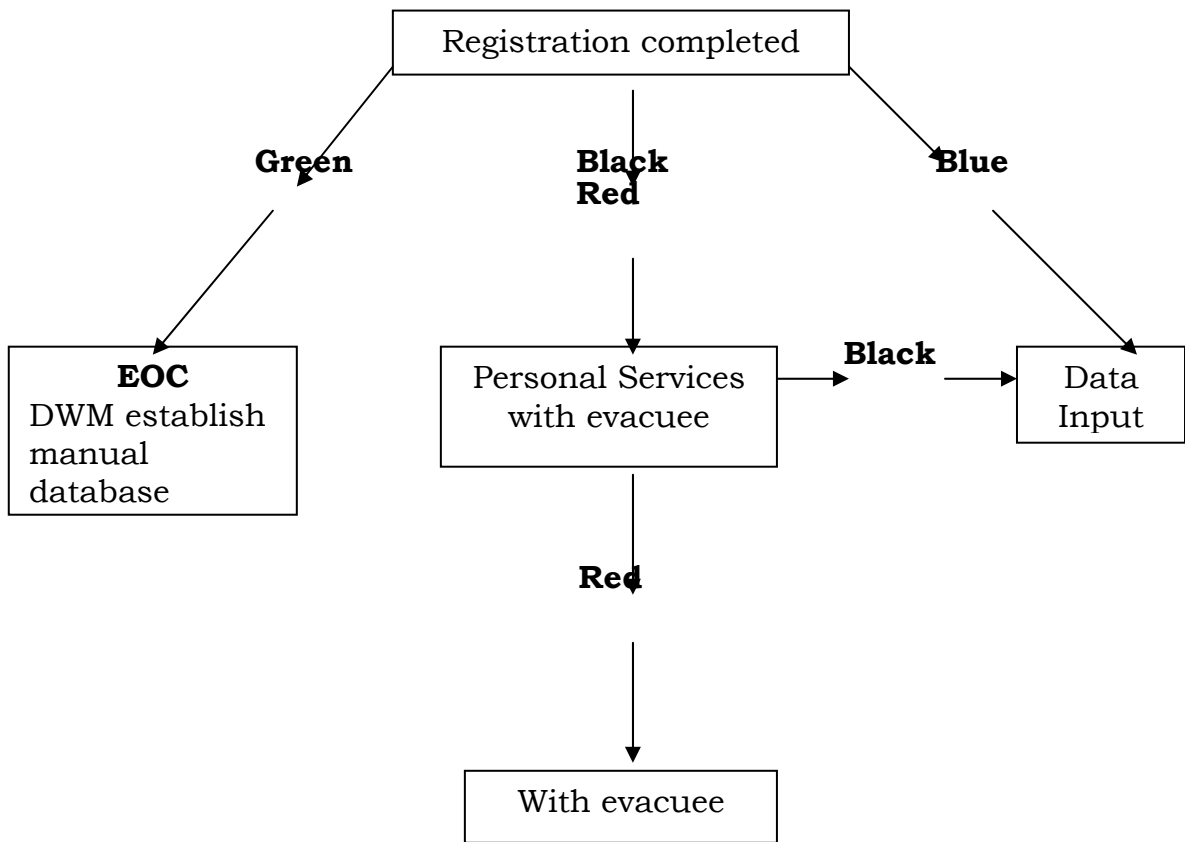 Registration completed
Green
Black
Red
Blue
EOC
DWM establish
manual
database
Personal Services
with evacuee
Black
Data
Input
Red
With evacuee